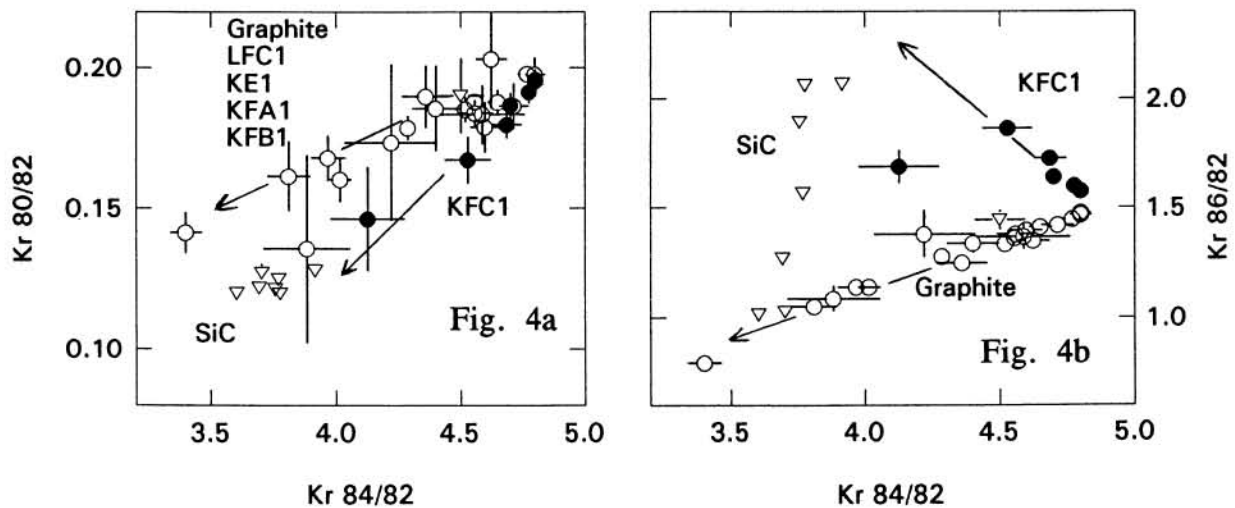 Graphite
LFC1
KE1
KFA1
KFB1
KFC1
SiC
Fig. 4a
0.20
0.15
0.10
Kr 80/82
3.5 4.0 4.5 5.0
Kr 84/82
KFC1
SiC
Graphite
Fig. 4b
2.0
1.5
1.0
Kr 86/82
3.5 4.0 4.5 5.0
Kr 84/82